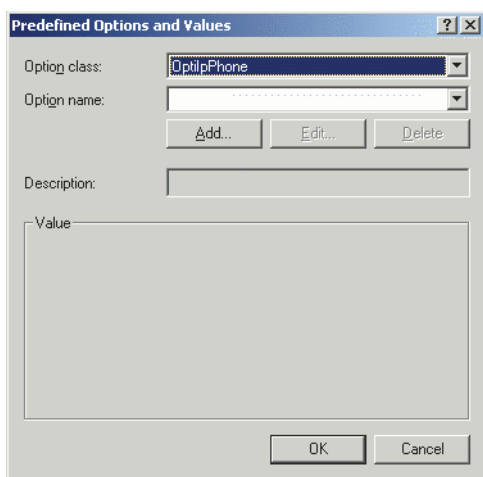 Predefined Options and Values
Option class: OptiIpPhone
Option name:
Add... Edit... Delete
Description:
Value
OK Cancel